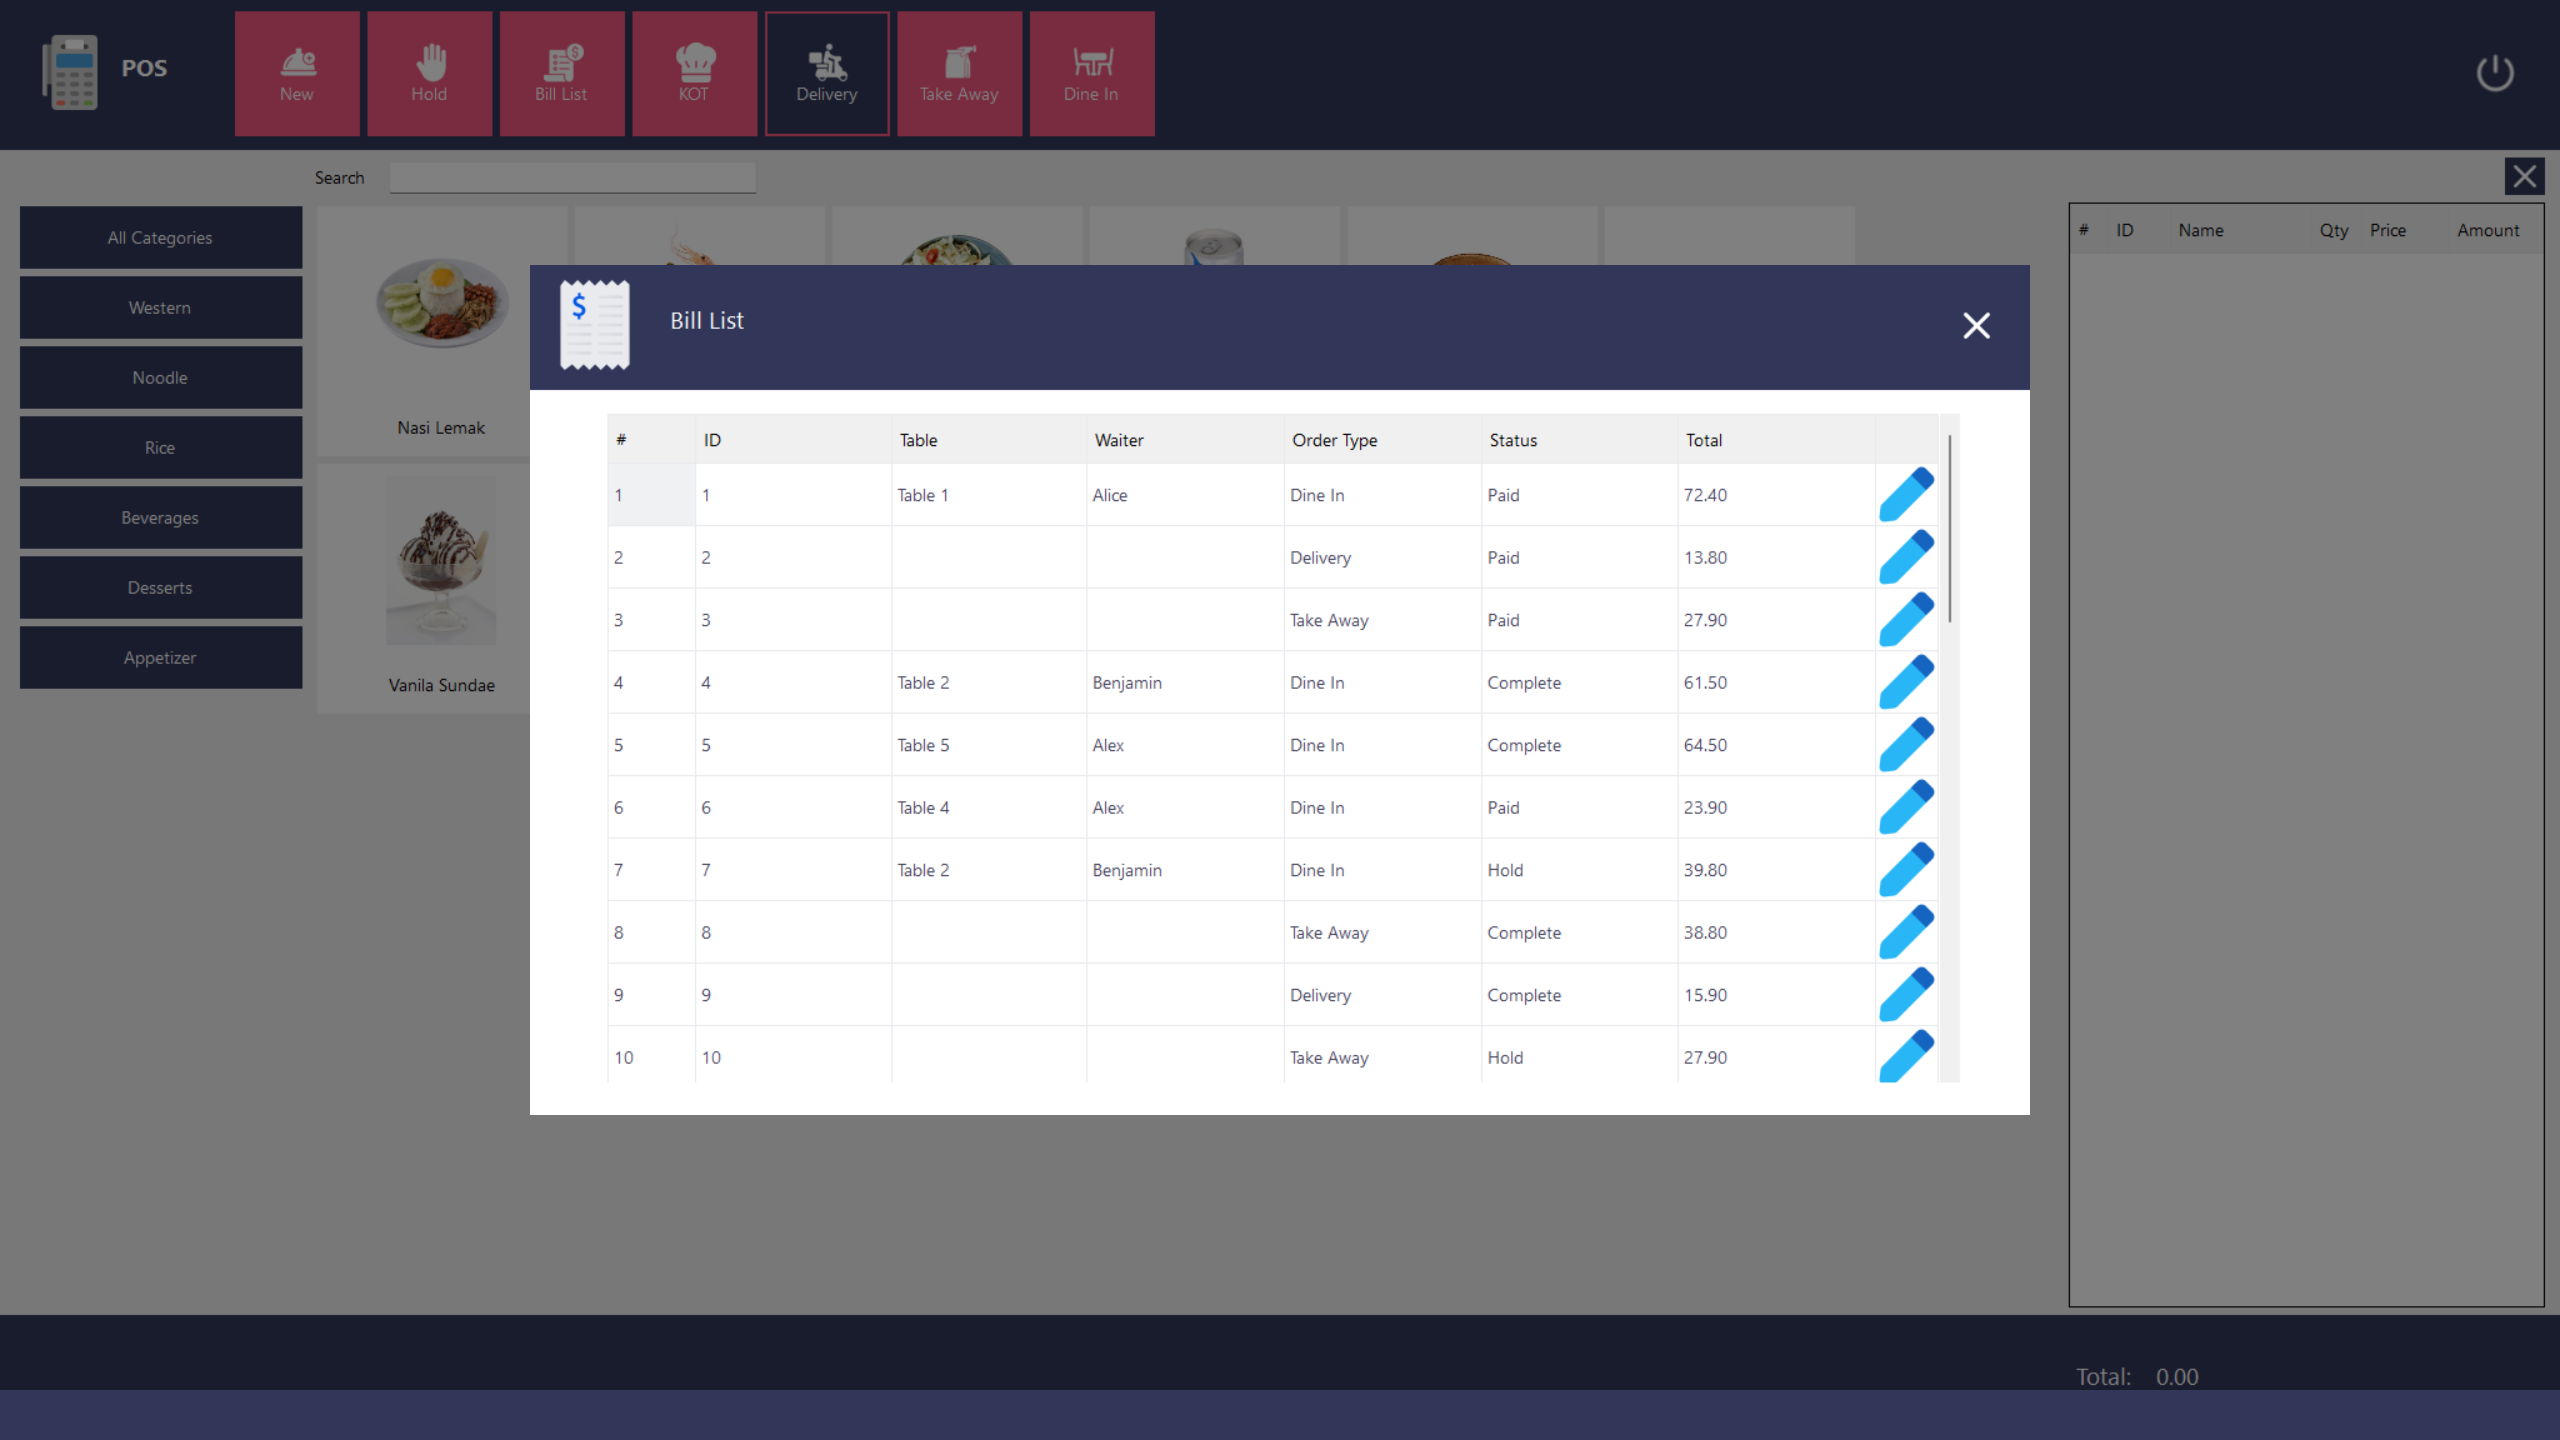 POS
New
Hold
Bill List
KOT
Delivery
Take Away
Dine In
Search
All Categories
Western
Noodle
Rice
Beverages
Desserts
Appetizer
Nasi Lemak
Vanila Sundae
# ID Name Qty Price Amount
$
Bill List
# ID Table Waiter Order Type Status Total
1 1 Table 1 Alice Dine In Paid 72.40
2 2 Delivery Paid 13.80
3 3 Take Away Paid 27.90
4 4 Table 2 Benjamin Dine In Complete 61.50
5 5 Table 5 Alex Dine In Complete 64.50
6 6 Table 4 Alex Dine In Paid 23.90
7 7 Table 2 Benjamin Dine In Hold 39.80
8 8 Take Away Complete 38.80
9 9 Delivery Complete 15.90
10 10 Take Away Hold 27.90
Total: 0.00